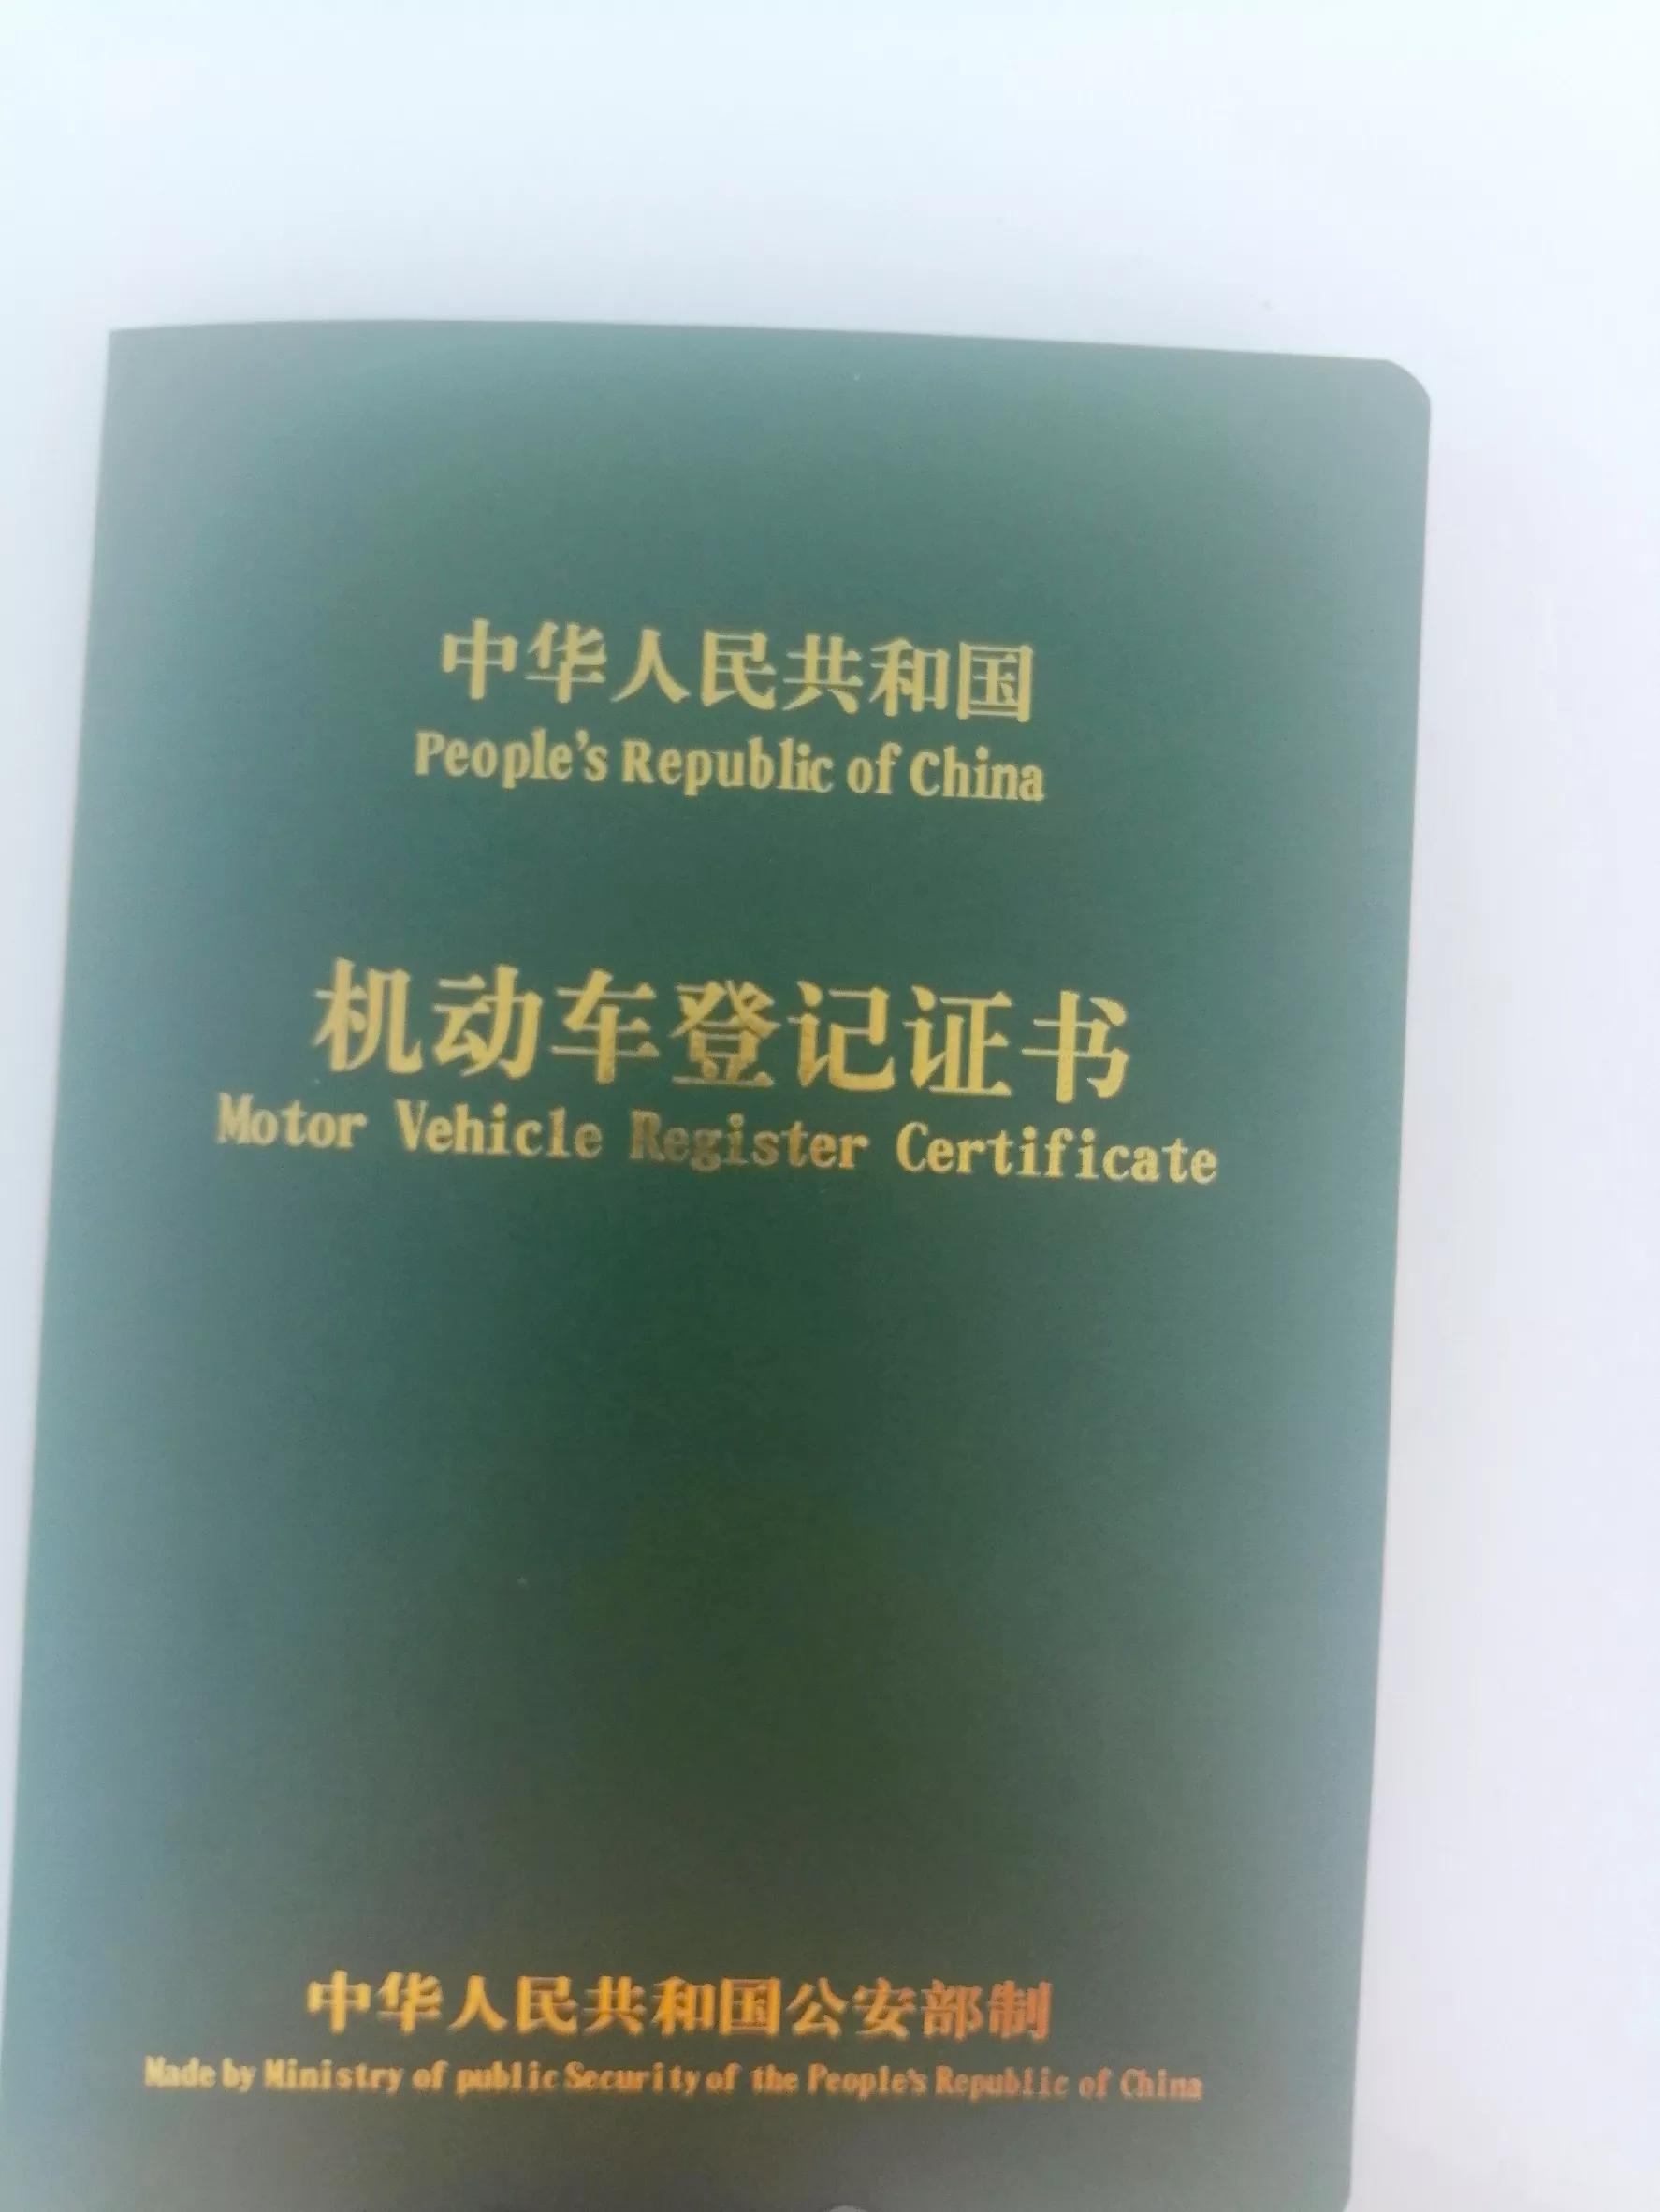 中华人民共和国
People's Republic of China
机动车登记证书
Motor Vehicle Register Certificate
中华人民共和国公安部制
Made by Ministry of public Security of the People's Republic of China